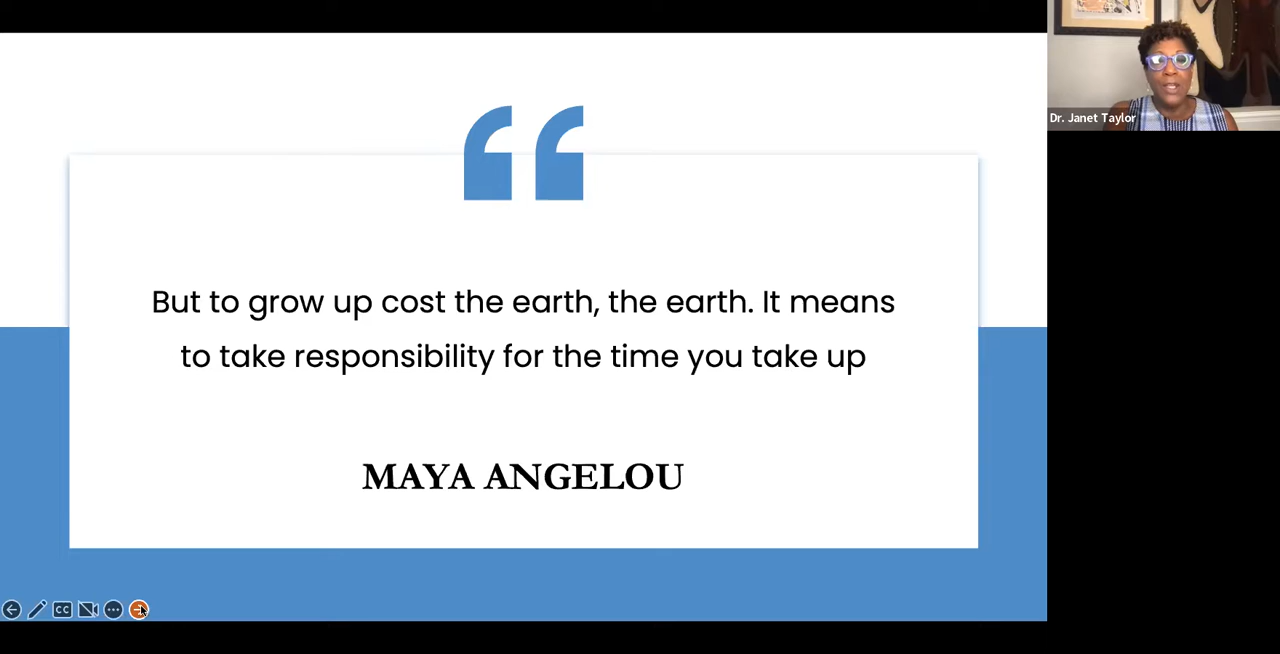 Dr. Janet Taylor
“
But to grow up cost the earth, the earth. It means
to take responsibility for the time you take up
MAYA ANGELOU
CC